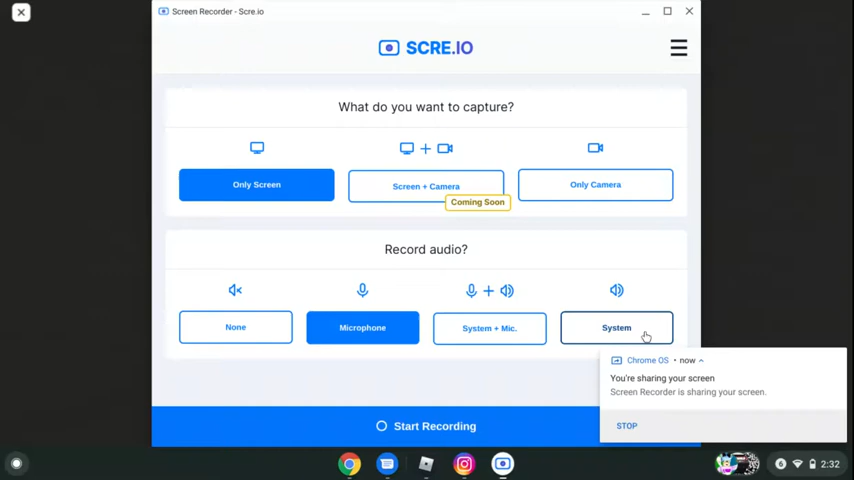 Screen Recorder - Scre.io
SCRE.IO
What do you want to capture?
Only Screen
Screen + Camera
Only Camera
Coming Soon
Record audio?
None
Microphone
System + Mic.
System
Chrome OS • now
You're sharing your screen
Screen Recorder is sharing your screen.
STOP
Start Recording
6
2:32